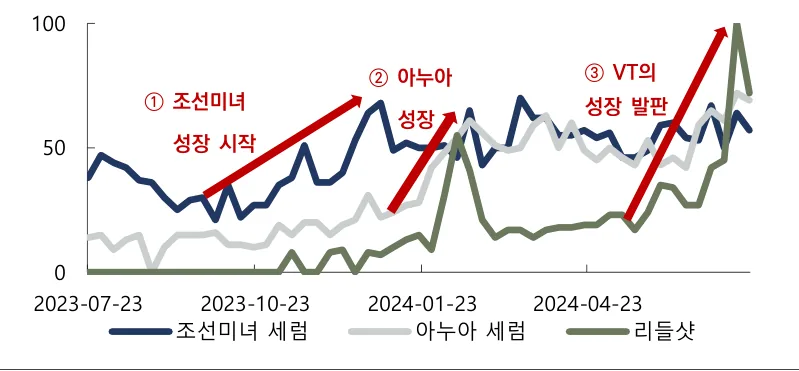 100
① 조선미녀
성장 시작
② 아누아
성장
③ VT의
성장 발판
50
0
2023-07-23 2023-10-23 2024-01-23 2024-04-23
조선미녀 세럼 아누아 세럼 리들샷